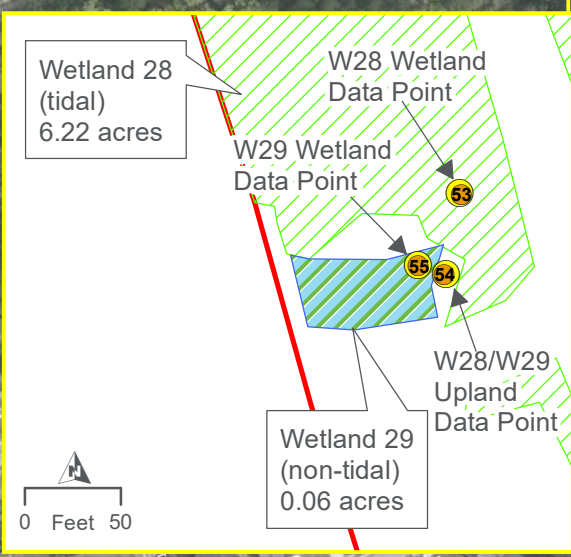 Wetland 28
(tidal)
6.22 acres
W28 Wetland
Data Point
W29 Wetland
Data Point
53
55
54
W28/W29
Upland
Data Point
Wetland 29
(non-tidal)
0.06 acres
N
0 Feet 50